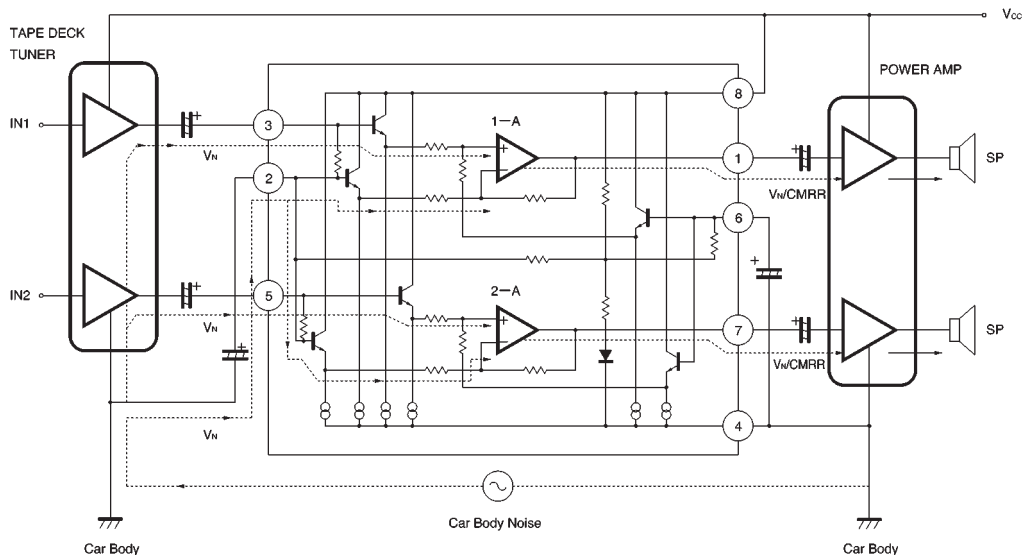 Vcc
TAPE DECK
TUNER
POWER AMP
8
1−A
IN1
3
+
VN
+
−
1
+
SP
2
VN/CMRR
6
+
2−A
IN2
5
+
VN
+
−
7
+
SP
+
VN/CMRR
4
VN
Car Body Noise
Car Body
Car Body